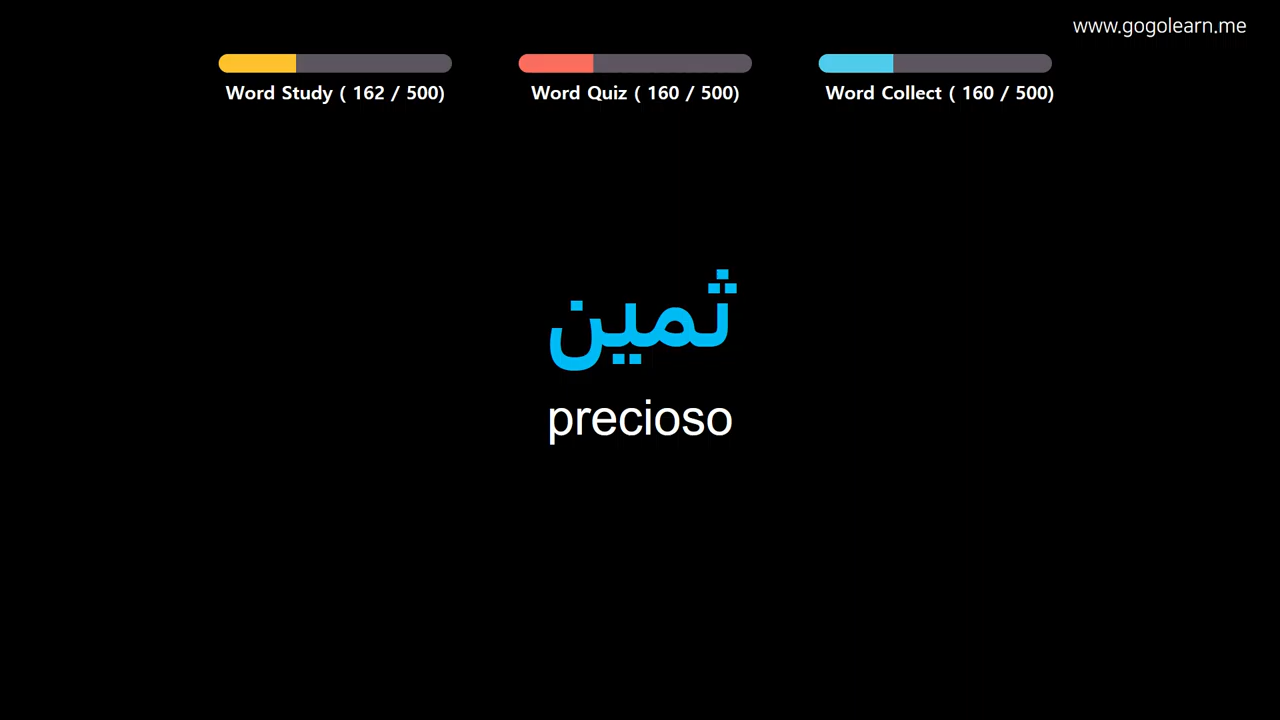 www.gogolearn.me
Word Study ( 162 / 500)
Word Quiz ( 160 / 500)
Word Collect ( 160 / 500)
ثمين
precioso